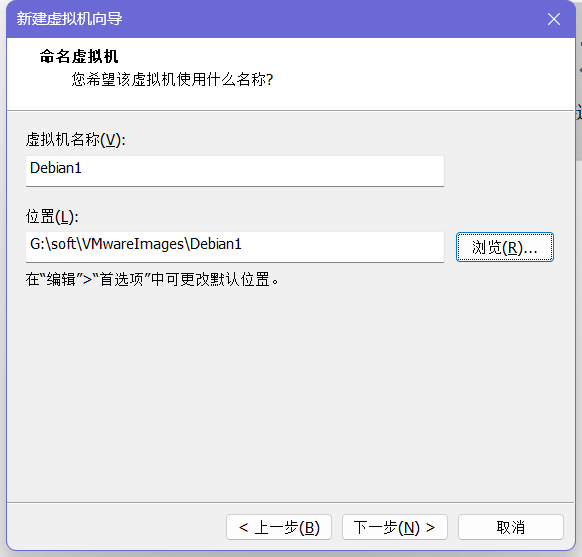 新建虚拟机向导
命名虚拟机
您希望该虚拟机使用什么名称?
虚拟机名称(V):
Debian1
位置(L):
G:\soft\VMwareImages\Debian1
浏览(R)...
在“编辑”>“首选项”中可更改默认位置。
< 上一步(B)
下一步(N) >
取消